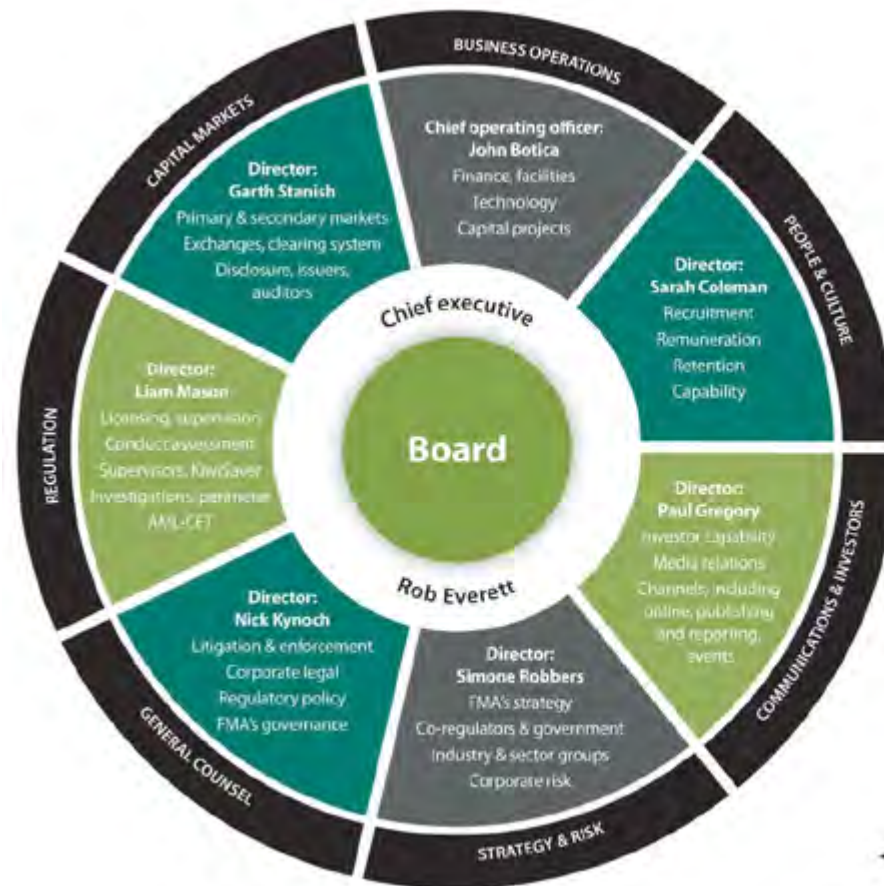 BUSINESS OPERATIONS
Chief operating officer:
John Botica
Finance, facilities
Technology
Capital projects
PEOPLE & CULTURE
Director:
Sarah Coleman
Recruitment
Remuneration
Retention
Capability
COMMUNICATIONS & INVESTORS
Director:
Paul Gregory
Investor capability
Media relations
Channels, including
online, publishing
and reporting,
events
STRATEGY & RISK
Director:
Simone Robbers
FMA's strategy
Co-regulators & government
Industry & sector groups
Corporate risk
GENERAL COUNSEL
Director:
Nick Kynoch
Litigation & enforcement
Corporate legal
Regulatory policy
FMA's governance
REGULATION
Director:
Liam Mason
Licensing, supervision
Conduct assessment
Supervisors, KiwiSaver
Investigations, perimeter
AML-CFT
CAPITAL MARKETS
Director:
Garth Stanish
Primary & secondary markets
Exchanges, clearing system
Disclosure, issuers,
auditors
Chief executive
Board
Rob Everett